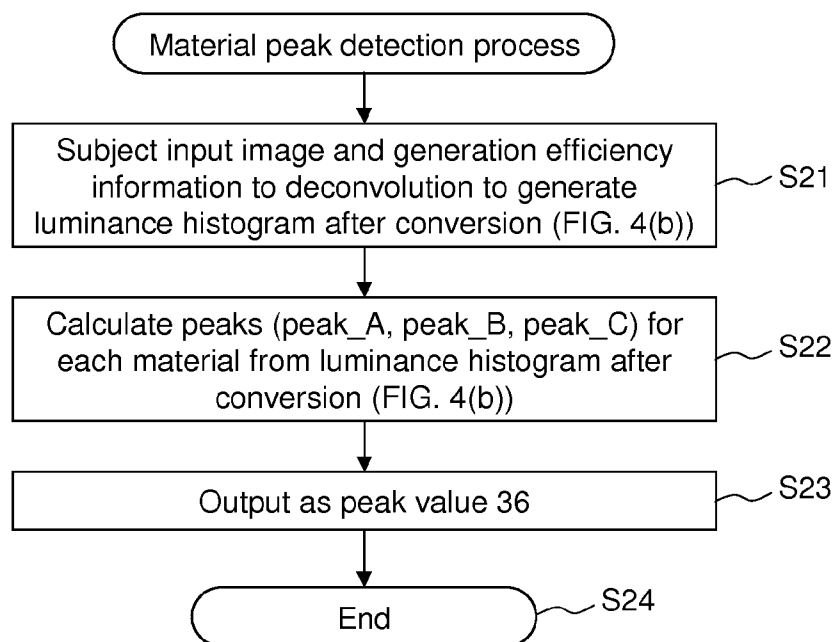 Material peak detection process
Subject input image and generation efficiency
information to deconvolution to generate
luminance histogram after conversion (FIG. 4(b))
S21
Calculate peaks (peak_A, peak_B, peak_C) for
each material from luminance histogram after
conversion (FIG. 4(b))
S22
Output as peak value 36
S23
End
S24